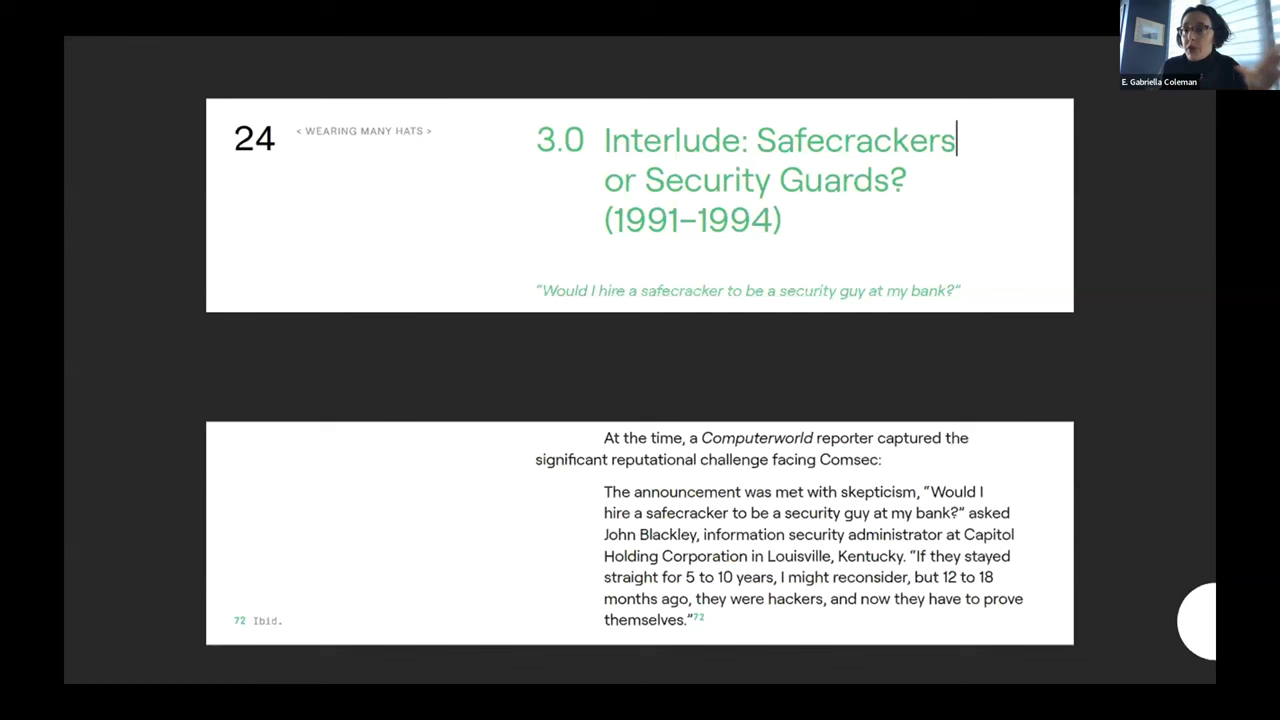 E. Gabriella Coleman
24
< WEARING MANY HATS >
3.0 Interlude: Safecrackers
or Security Guards?
(1991–1994)
“Would I hire a safecracker to be a security guy at my bank?”
At the time, a Computerworld reporter captured the
significant reputational challenge facing Comsec:
The announcement was met with skepticism, “Would I
hire a safecracker to be a security guy at my bank?” asked
John Blackley, information security administrator at Capitol
Holding Corporation in Louisville, Kentucky. “If they stayed
straight for 5 to 10 years, I might reconsider, but 12 to 18
months ago, they were hackers, and now they have to prove
themselves.”72
72 Ibid.